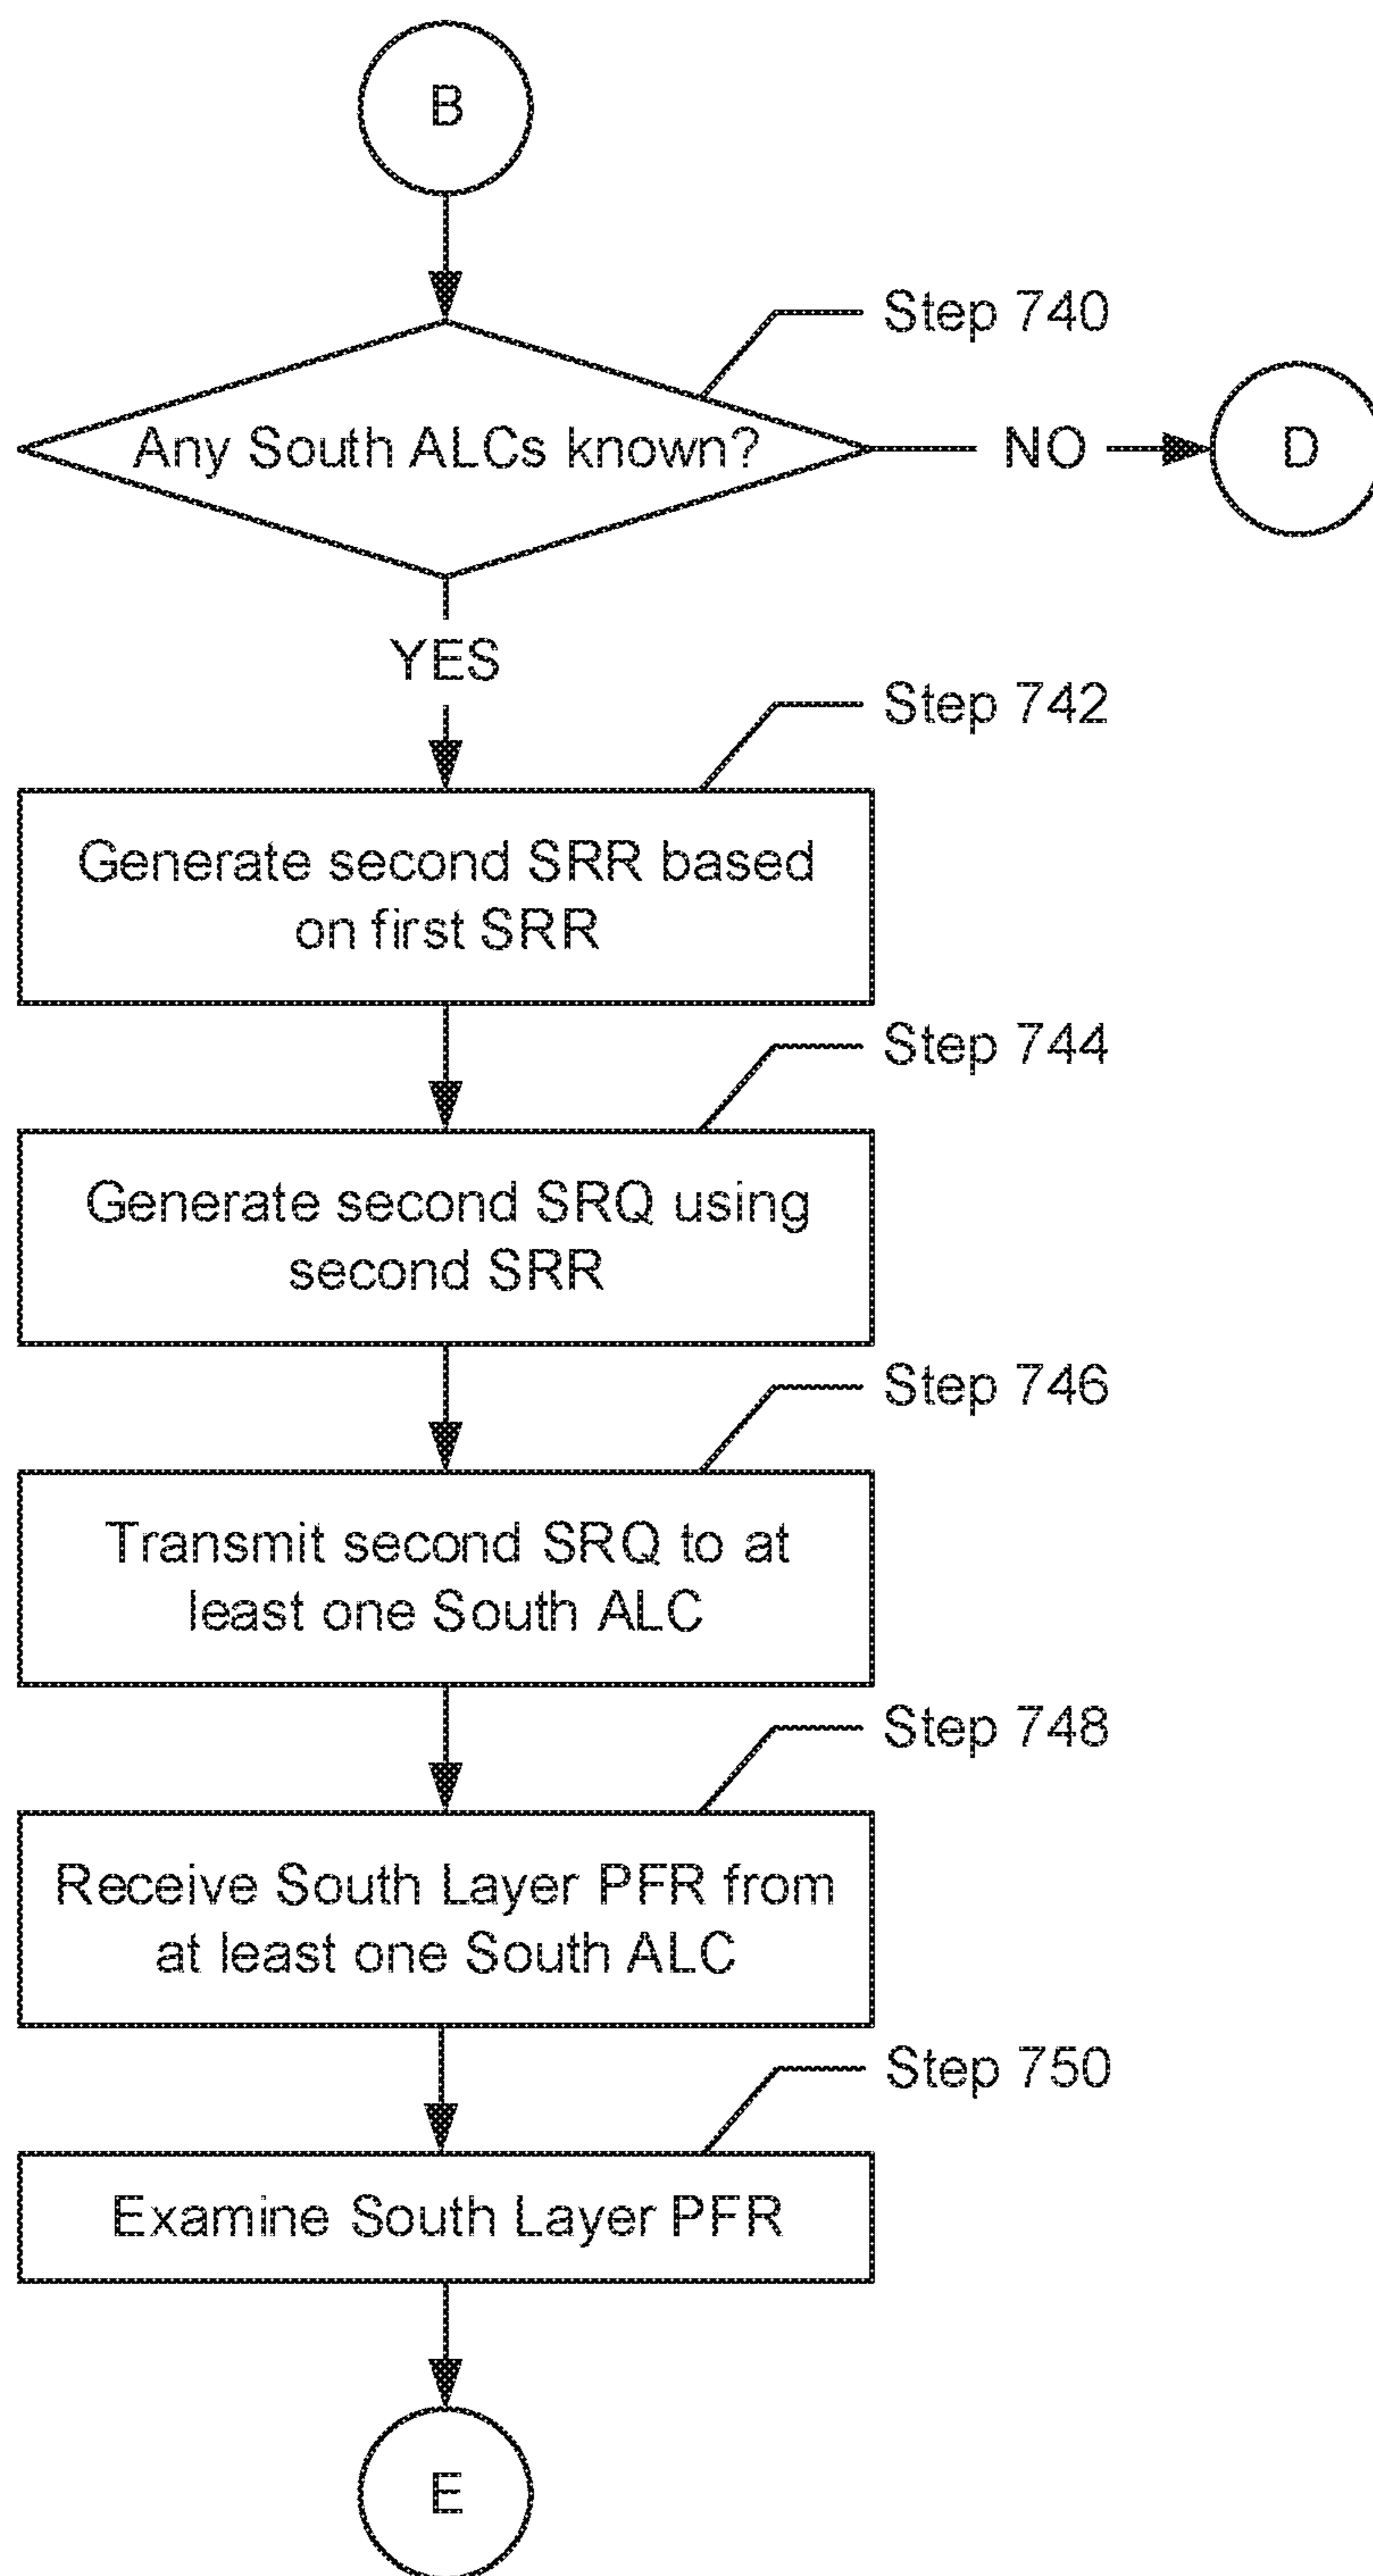 B
Step 740
Any South ALCs known?
NO
D
YES
Step 742
Generate second SRR based
on first SRR
Step 744
Generate second SRQ using
second SRR
Step 746
Transmit second SRQ to at
least one South ALC
Step 748
Receive South Layer PFR from
at least one South ALC
Step 750
Examine South Layer PFR
E